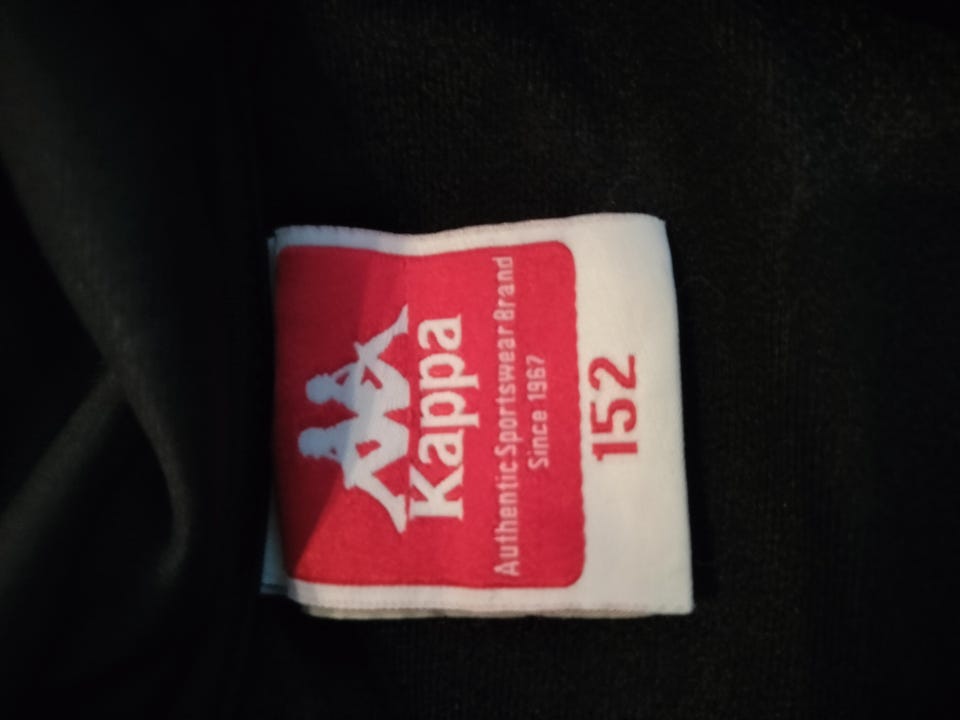 Kappa
Authentic Sportswear Brand
Since 1967
152